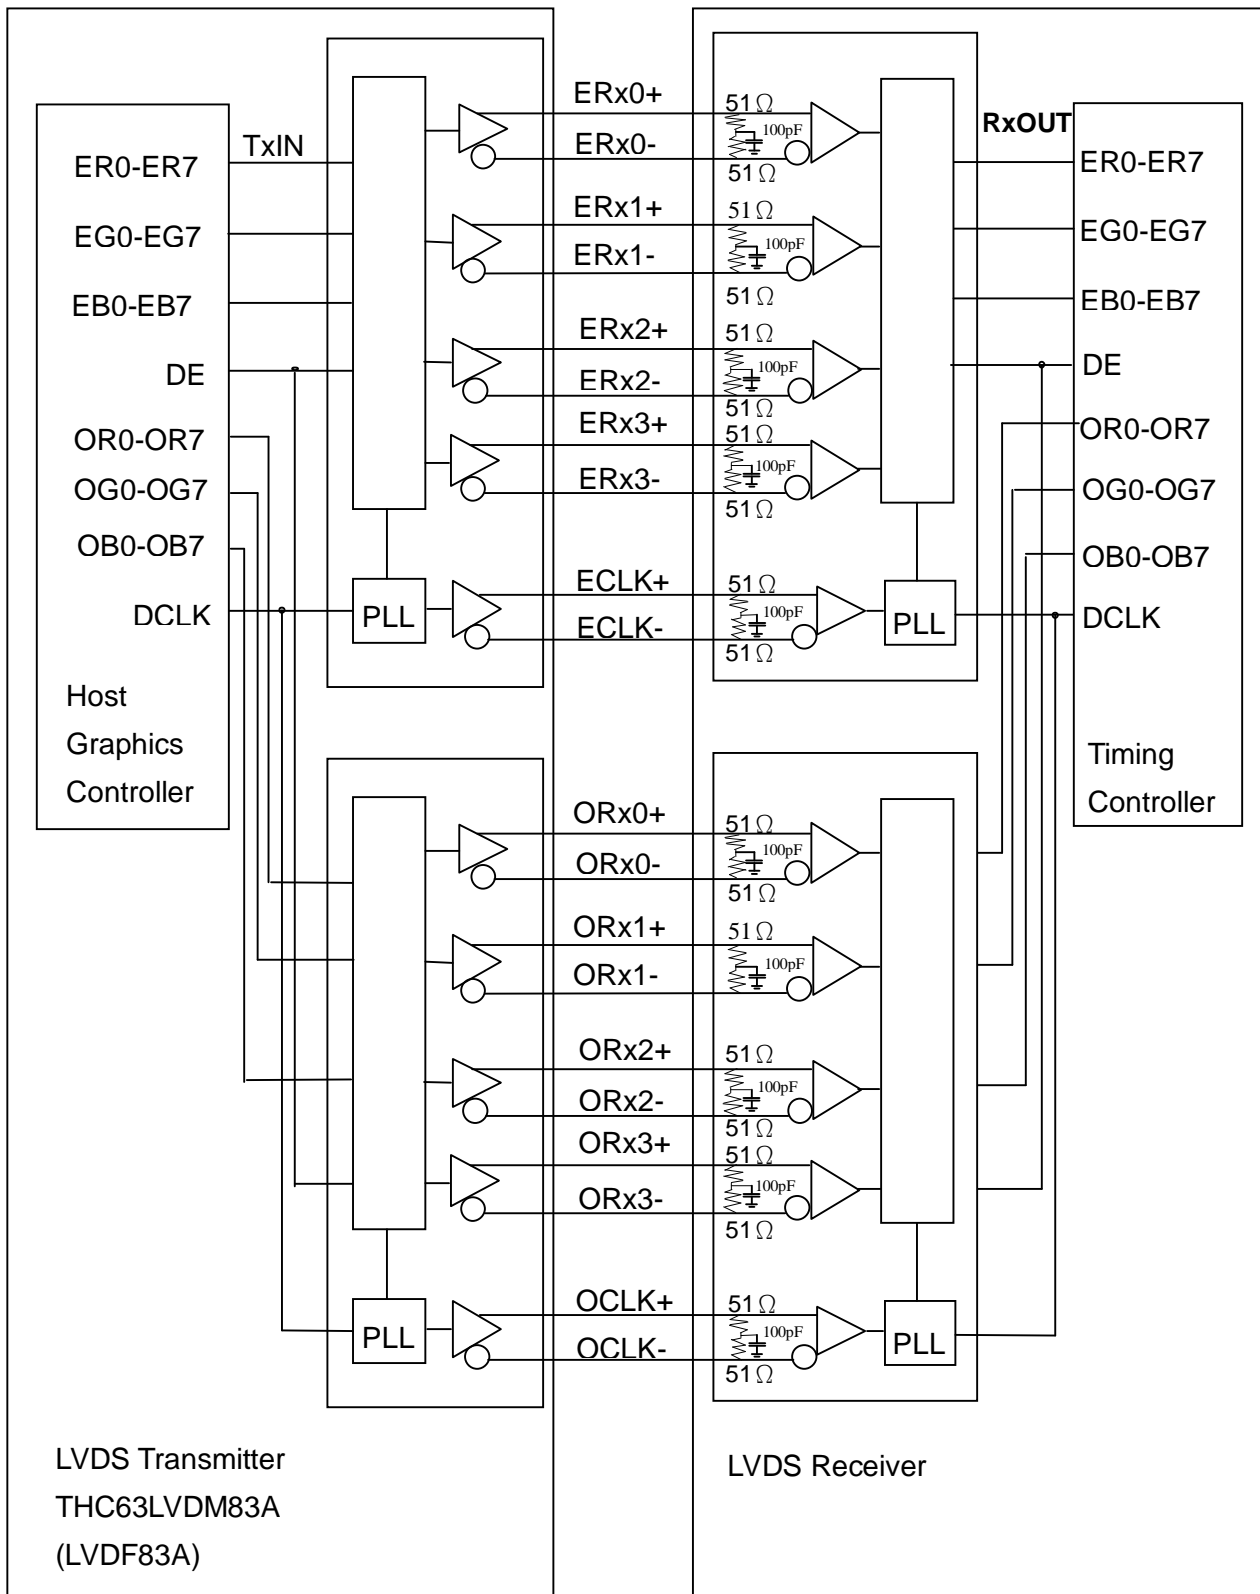 ERx0+
51Ω
100pF
RxOUT
TxIN
ERx0-
51Ω
ER0-ER7
ER0-ER7
ERx1+
51Ω
EG0-EG7
100pF
EG0-EG7
ERx1-
51Ω
EB0-EB7
EB0-EB7
ERx2+
51Ω
100pF
DE
DE
ERx2-
51Ω
ERx3+
51Ω
OR0-OR7
OR0-OR7
100pF
ERx3-
51Ω
OG0-OG7
OG0-OG7
OB0-OB7
OB0-OB7
ECLK+
51Ω
100pF
DCLK
PLL
PLL
DCLK
ECLK-
51Ω
Host
Graphics
Controller
Timing
Controller
ORx0+
51Ω
100pF
ORx0-
51Ω
ORx1+
51Ω
100pF
ORx1-
ORx2+
51Ω
100pF
ORx2-
51Ω
ORx3+
51Ω
100pF
ORx3-
51Ω
OCLK+
51Ω
100pF
PLL
PLL
OCLK-
51Ω
LVDS Transmitter
THC63LVDM83A
(LVDF83A)
LVDS Receiver